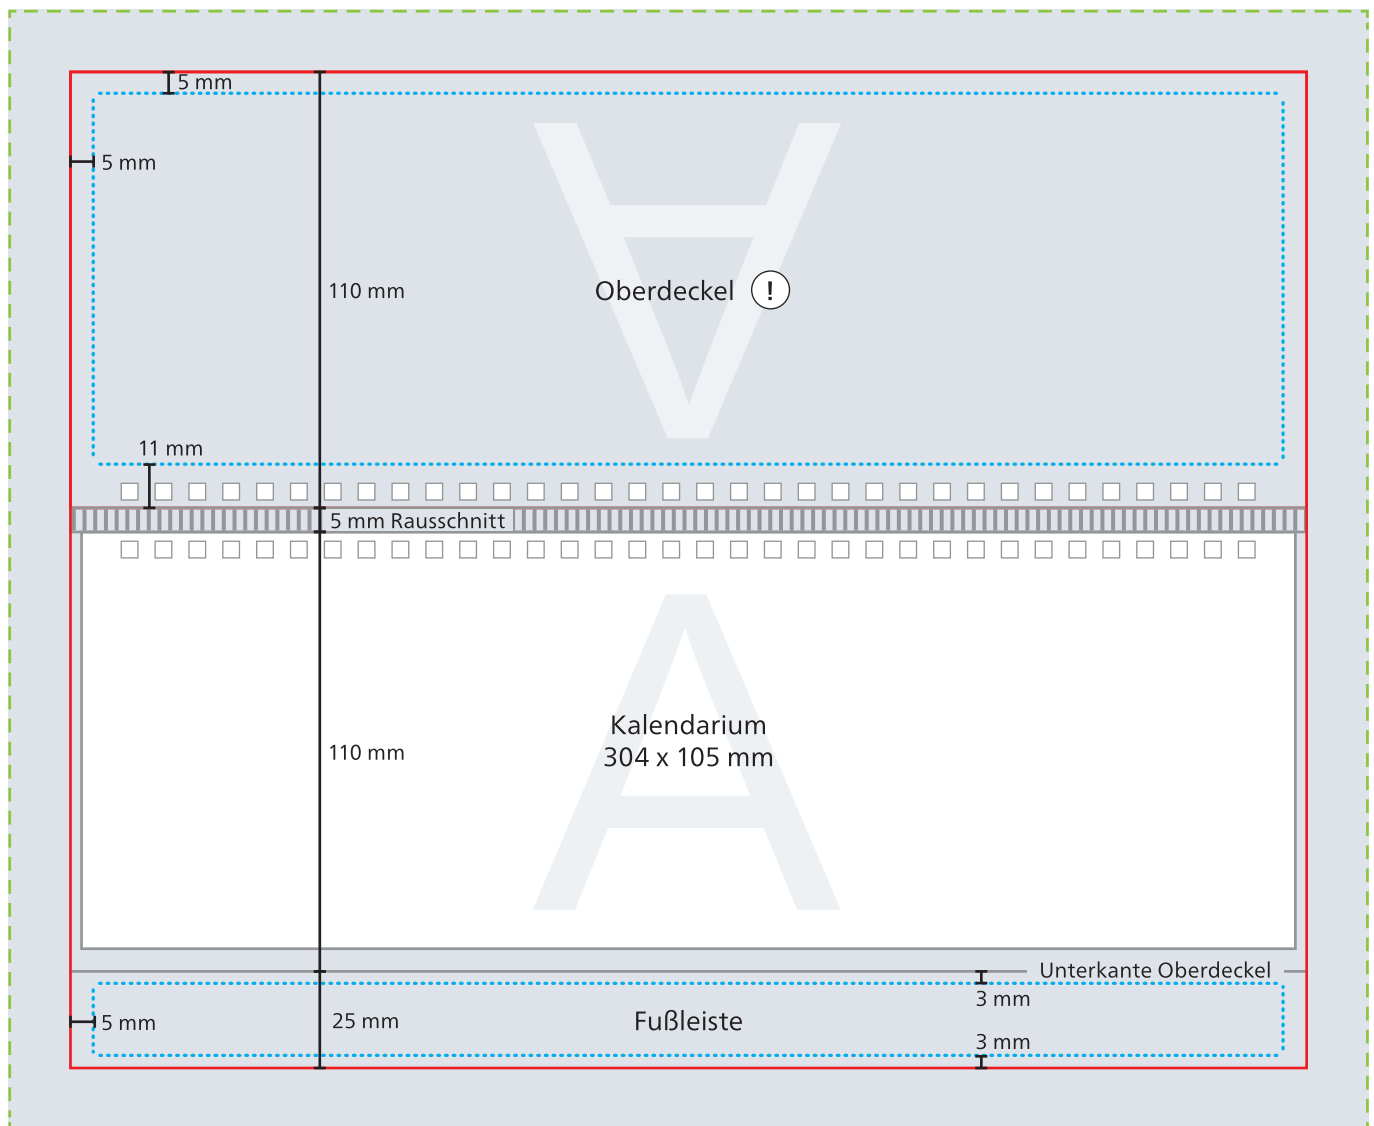 5 mm
5 mm
A
110 mm
Oberdeckel !
11 mm
5 mm Rausschnitt
A
Kalendarium
304 x 105 mm
110 mm
Unterkante Oberdeckel
3 mm
5 mm
25 mm
Fußleiste
3 mm